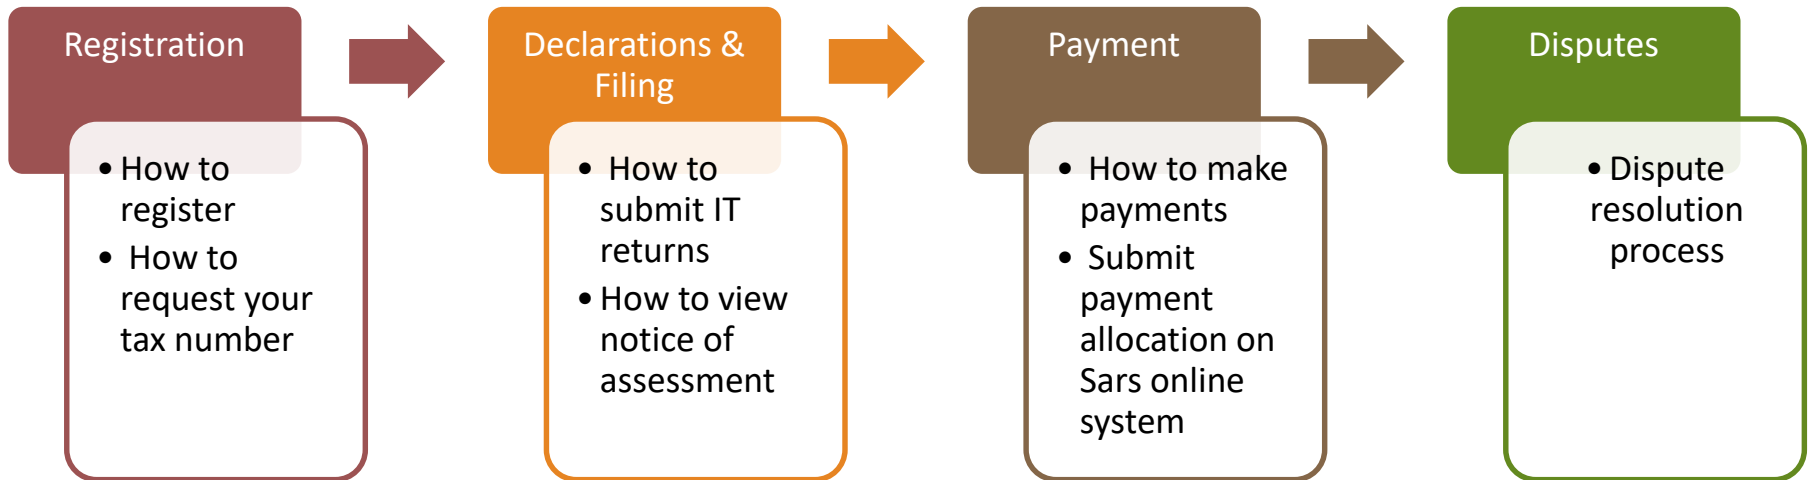 Registration
• How to
register
• How to
request your
tax number
Declarations &
Filing
• How to
submit IT
returns
• How to view
notice of
assessment
Payment
• How to make
payments
• Submit
payment
allocation on
Sars online
system
Disputes
• Dispute
resolution
process